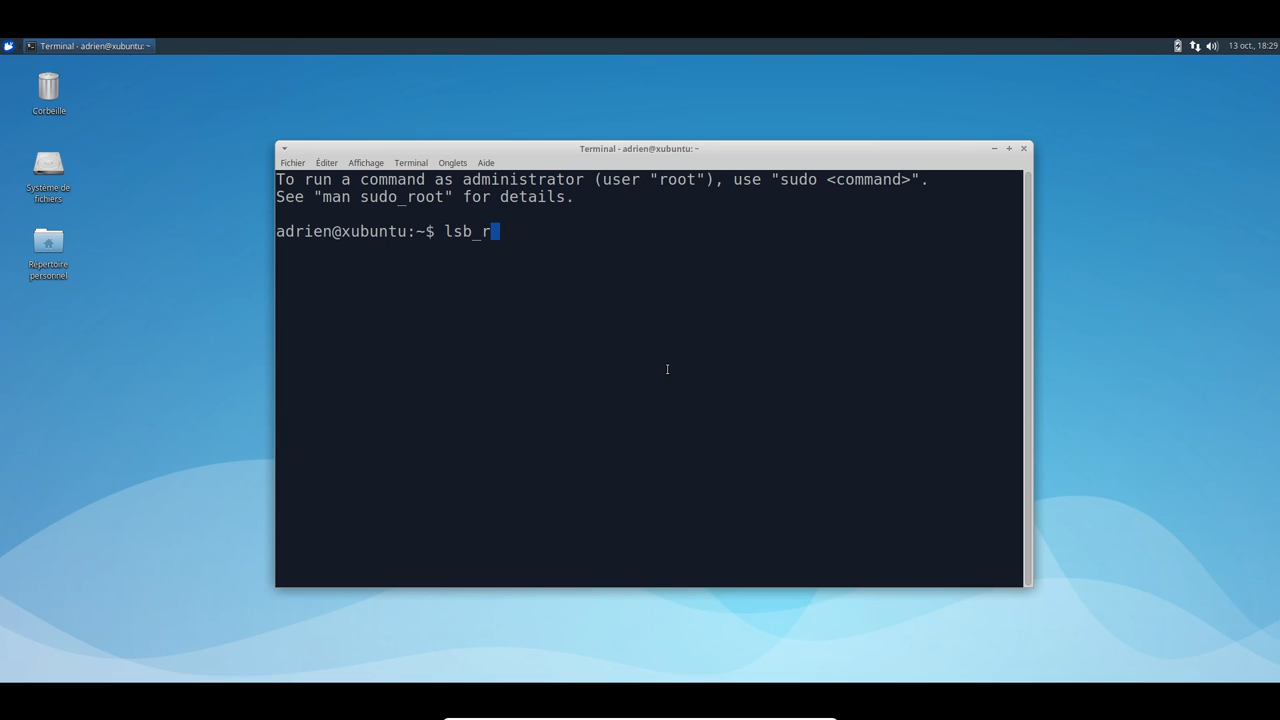 Terminal - adrien@xubuntu: ~
13 oct., 18:29
Corbeille
Système de
fichiers
Répertoire
personnel
Terminal - adrien@xubuntu: ~
Fichier Éditer Affichage Terminal Onglets Aide
To run a command as administrator (user "root"), use "sudo <command>".
See "man sudo_root" for details.
adrien@xubuntu:~$ lsb_r